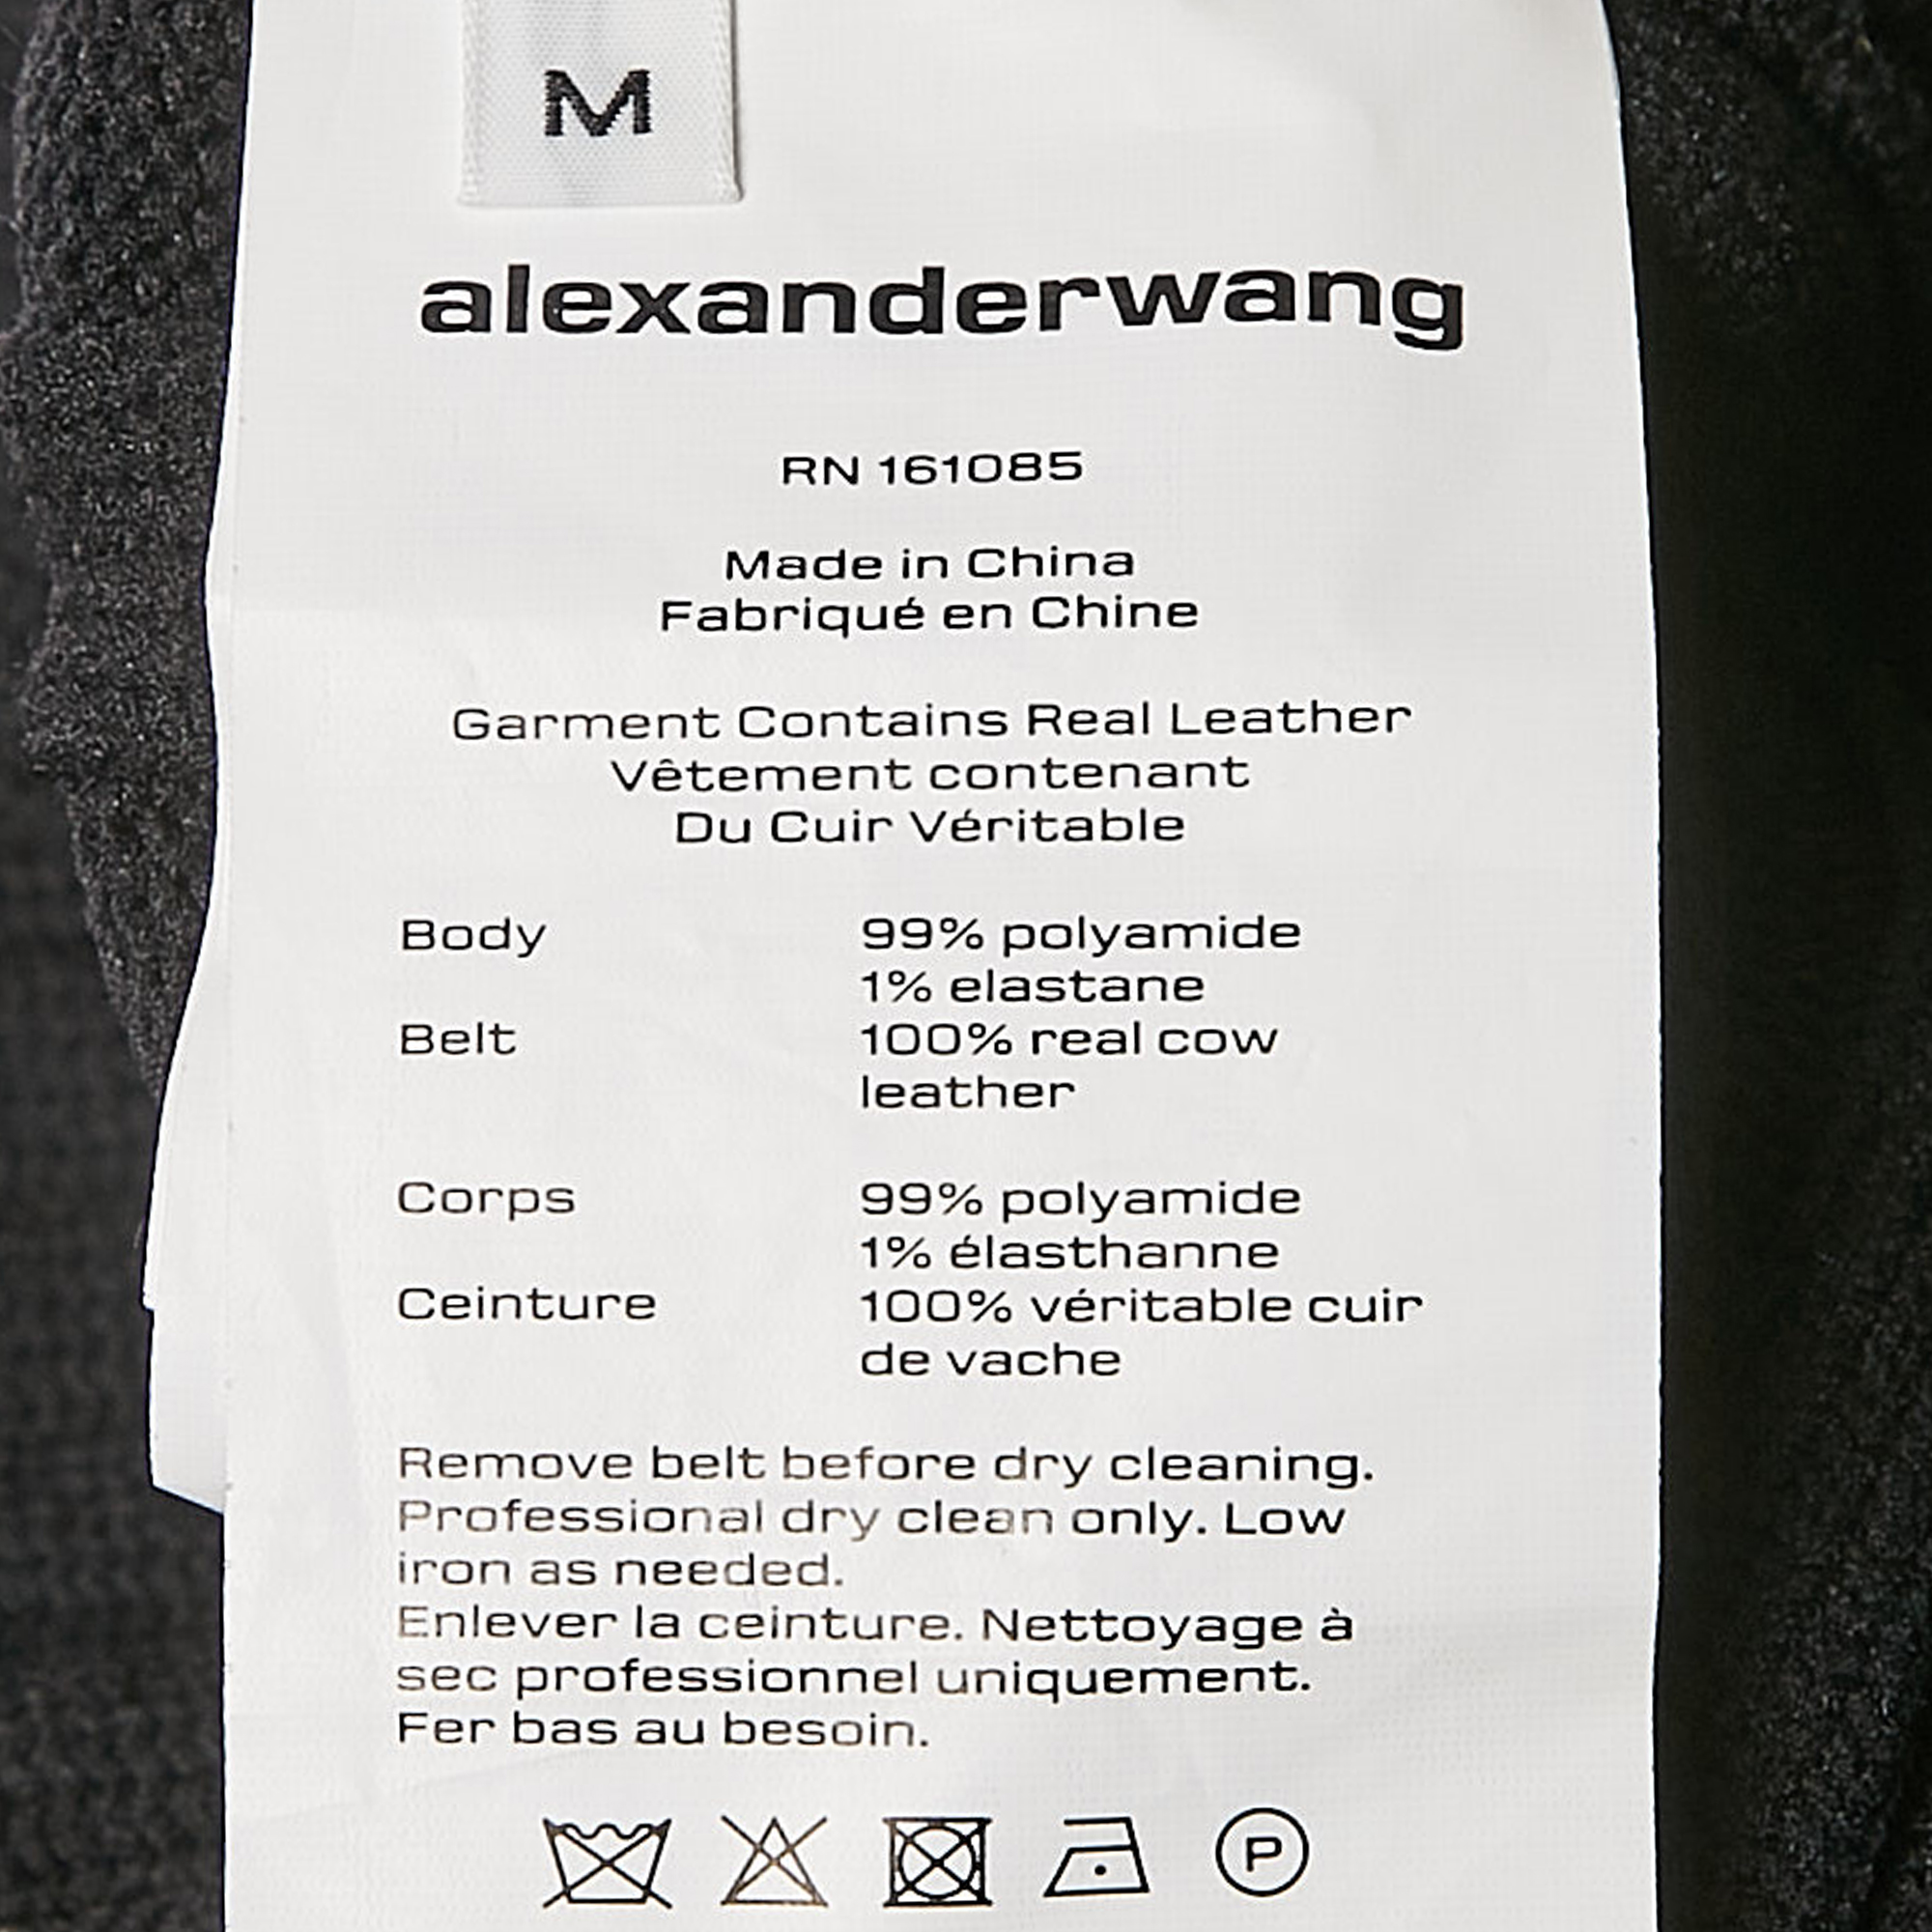 M
alexanderwang
RN 161085
Made in China
Fabriqué en Chine
Garment Contains Real Leather
Vêtement contenant
Du Cuir Véritable
Body 99% polyamide
1% elastane
Belt 100% real cow
leather
Corps 99% polyamide
1% élasthanne
Ceinture 100% véritable cuir
de vache
Remove belt before dry cleaning.
Professional dry clean only. Low
iron as needed.
Enlever la ceinture. Nettoyage à
sec professionnel uniquement.
Fer bas au besoin.
P